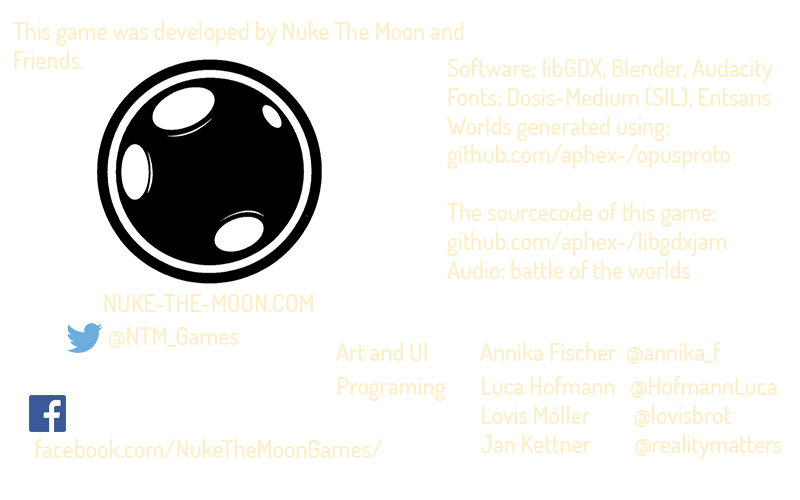 This game was developed by Nuke The Moon and
Friends.
Software: libGDX, Blender, Audacity
Fonts: Dosis-Medium (SIL), Entsans
Worlds generated using:
github.com/aphex-/opusproto
The sourcecode of this game:
github.com/aphex-/libgdxjam
Audio: battle of the worlds
NUKE-THE-MOON.COM
@NTM_Games
Art and UI Annika Fischer @annika_f
Programing Luca Hofmann @HofmannLuca
Lovis Möller @lovisbrot
Jan Kettner @realitymatters
facebook.com/NukeTheMoonGames/